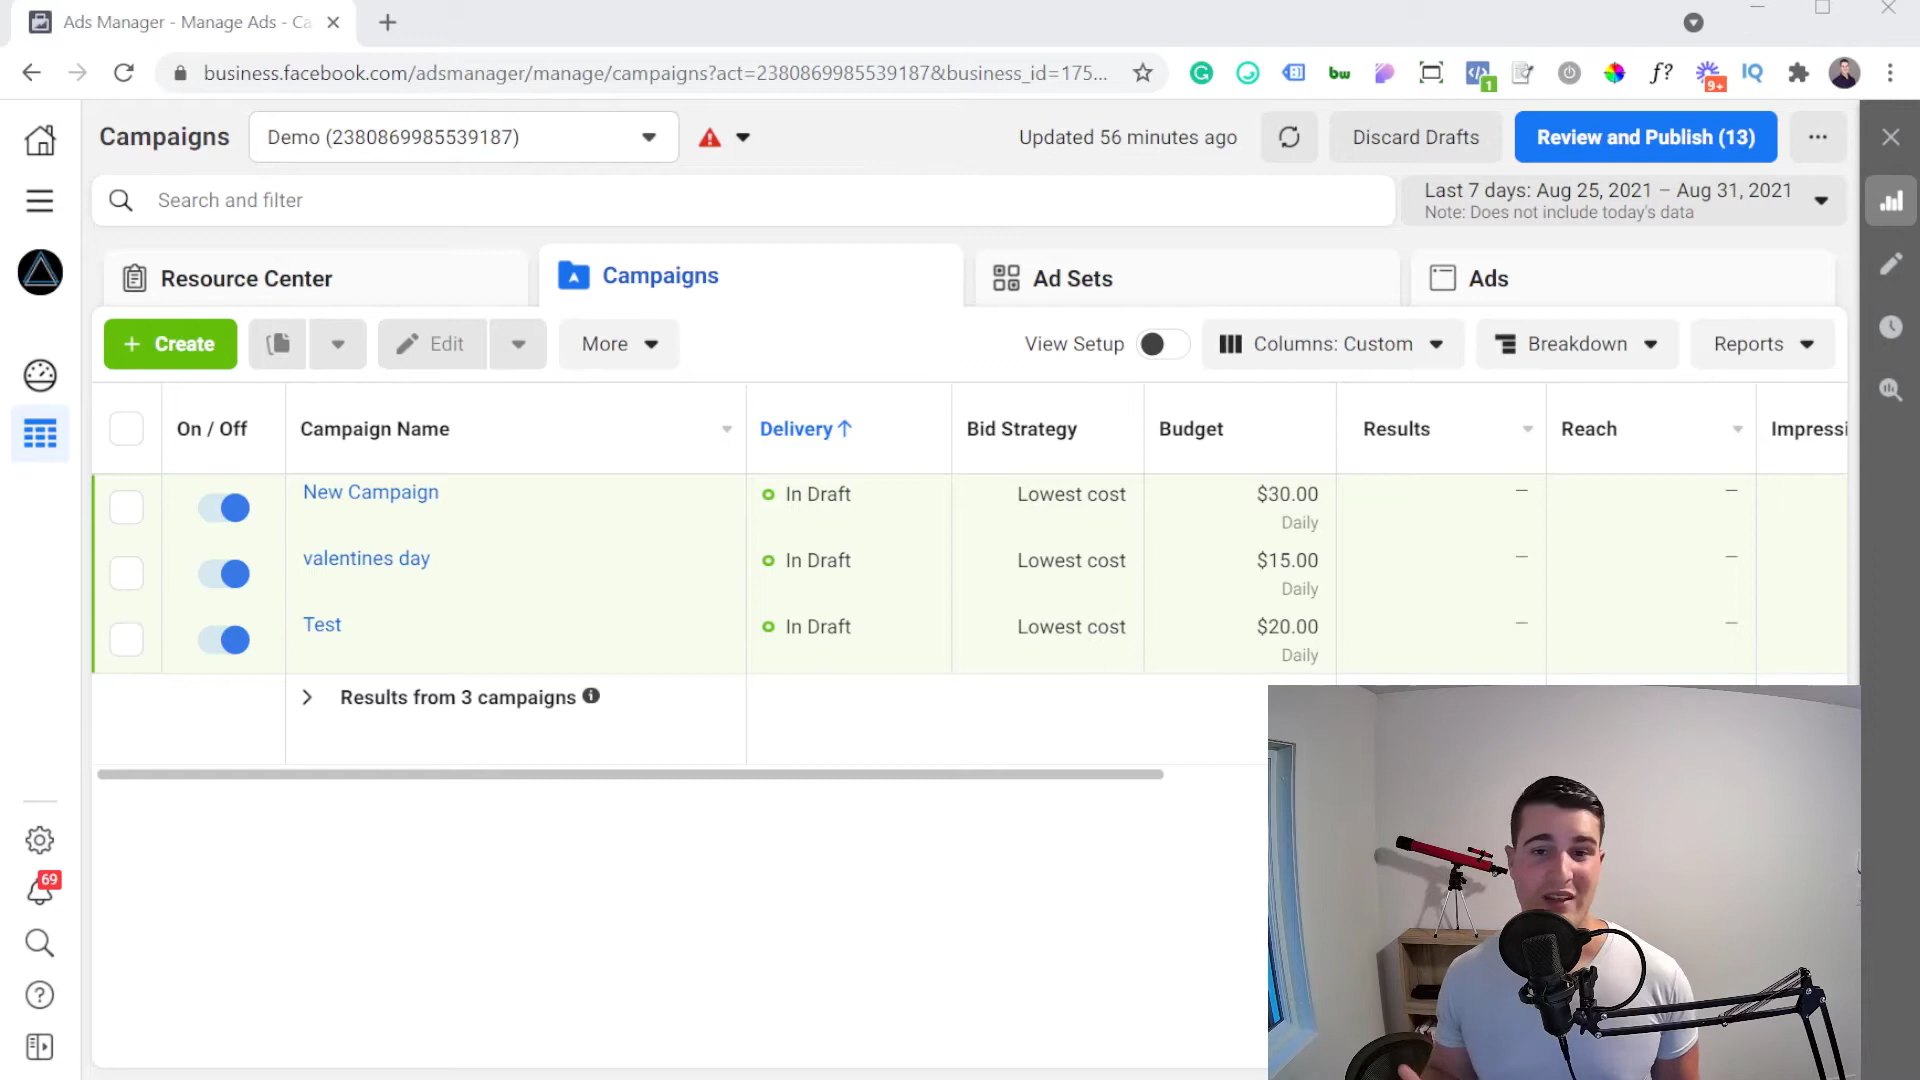 Ads Manager - Manage Ads - Ca
business.facebook.com/adsmanager/manage/campaigns?act=2380869985539187&business_id=175...
bw
1
f?
9+
IQ
Campaigns
Demo (2380869985539187)
Updated 56 minutes ago
Discard Drafts
Review and Publish (13)
Search and filter
Last 7 days: Aug 25, 2021 – Aug 31, 2021
Note: Does not include today's data
Resource Center
Campaigns
Ad Sets
Ads
+ Create
Edit
More
View Setup
Columns: Custom
Breakdown
Reports
On / Off
Campaign Name
Delivery ↑
Bid Strategy
Budget
Results
Reach
Impressi
New Campaign
In Draft
Lowest cost
$30.00
Daily
—
—
valentines day
In Draft
Lowest cost
$15.00
Daily
—
—
Test
In Draft
Lowest cost
$20.00
Daily
—
—
Results from 3 campaigns
69